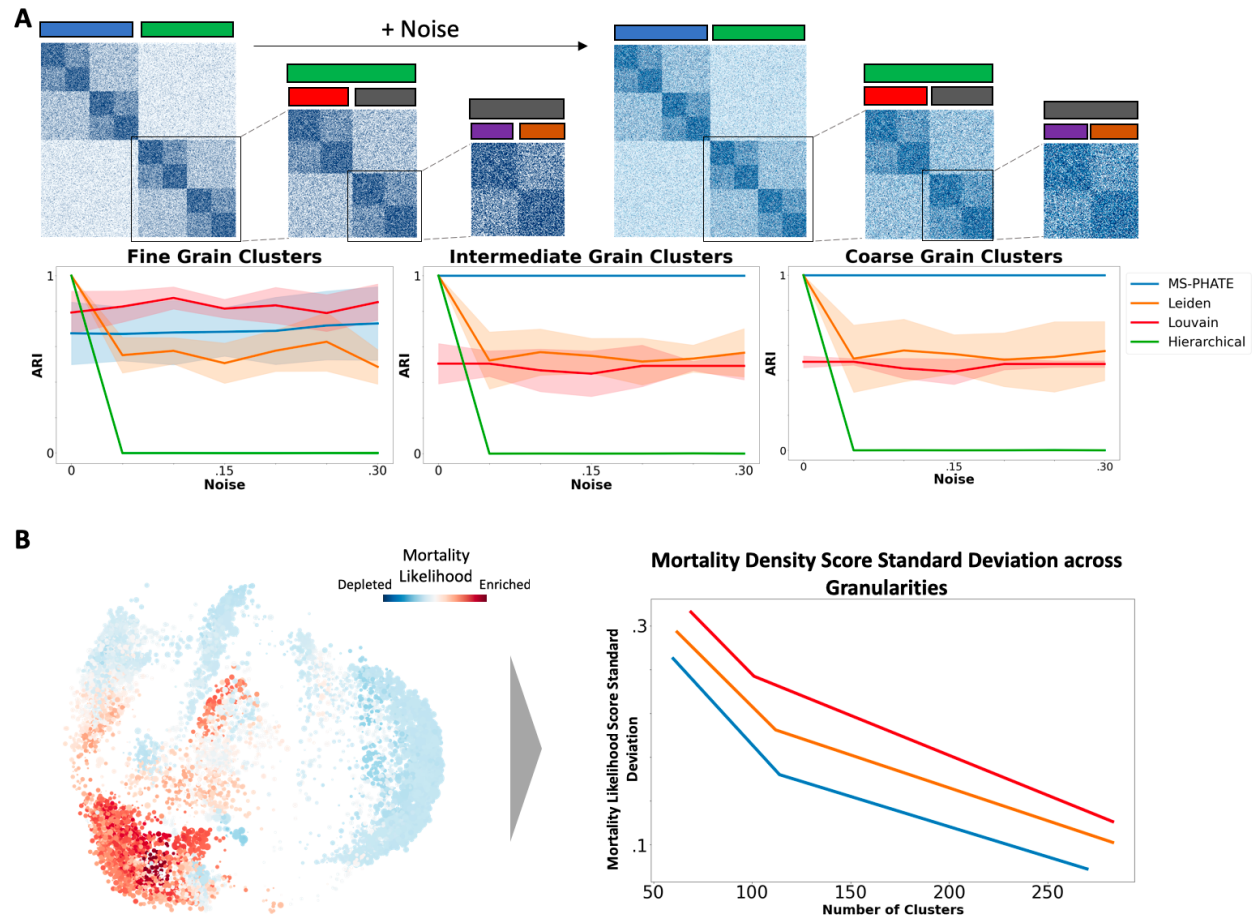 A
+ Noise
Fine Grain Clusters
Intermediate Grain Clusters
Coarse Grain Clusters
1
ARI
0
0
.15
.30
Noise
1
ARI
0
0
.15
.30
Noise
1
ARI
0
0
.15
.30
Noise
MS-PHATE
Leiden
Louvain
Hierarchical
B
Mortality
Likelihood
Depleted
Enriched
Mortality Density Score Standard Deviation across
Granularities
Mortality Likelihood Score Standard
Deviation
.3
.1
50
100
150
200
250
Number of Clusters